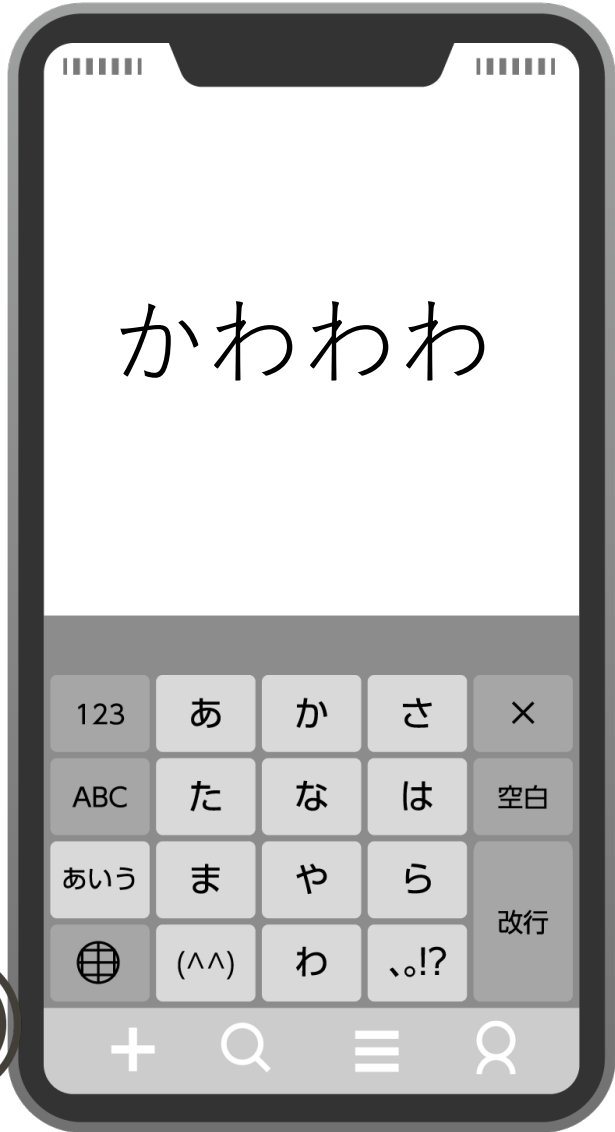 かわわわ
123 あ か さ ×
ABC た な は 空白
あいう ま や ら 改行
(^^) わ 、。!?